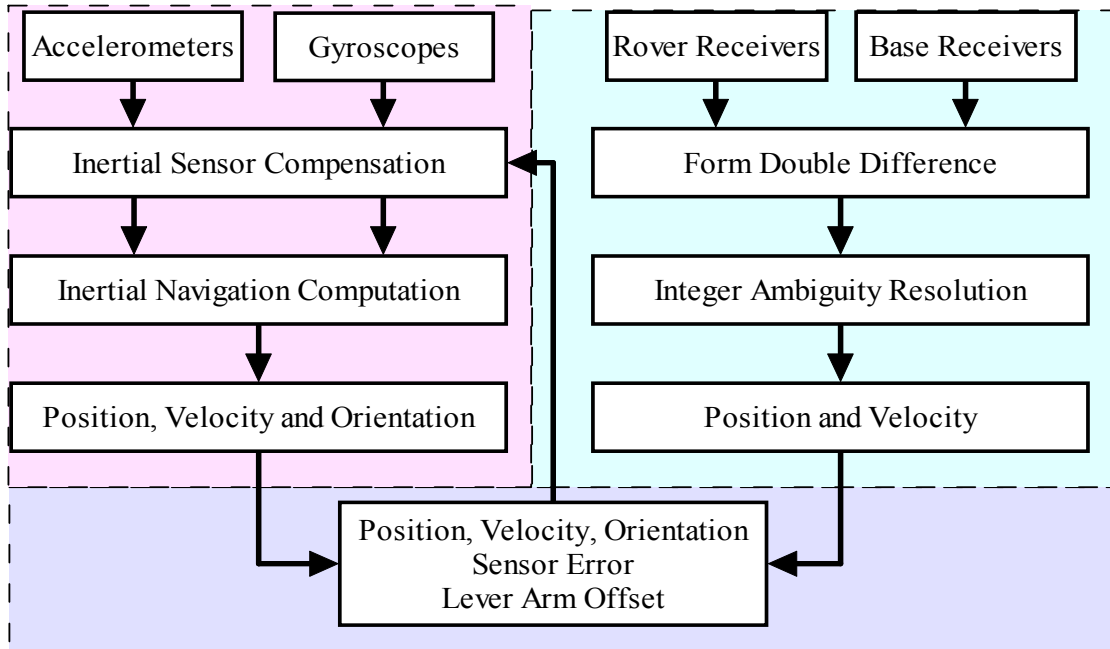 Accelerometers
Gyroscopes
Rover Receivers
Base Receivers
Inertial Sensor Compensation
Form Double Difference
Inertial Navigation Computation
Integer Ambiguity Resolution
Position, Velocity and Orientation
Position and Velocity
Position, Velocity, Orientation
Sensor Error
Lever Arm Offset